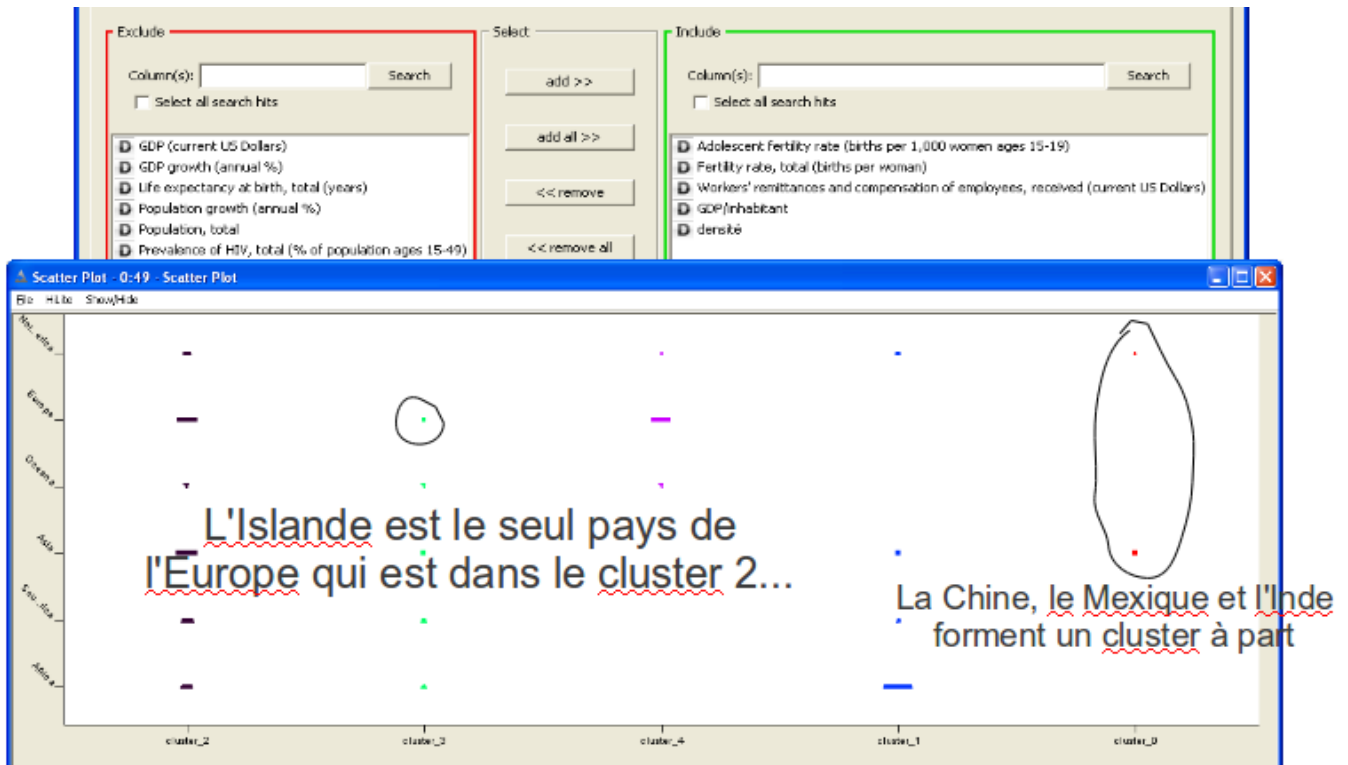 Exclude
Select
Include
Column(s):
Search
add >>
Column(s):
Search
Select all search hits
Select all search hits
add all >>
GDP (current US Dollars)
GDP growth (annual %)
Life expectancy at birth, total (years)
Population growth (annual %)
Population, total
Prevalence of HIV, total (% of population ages 15-49)
<< remove
<< remove all
Adolescent fertility rate (births per 1,000 women ages 15-19)
Fertility rate, total (births per woman)
Workers' remittances and compensation of employees, received (current US Dollars)
GDP/inhabitant
densité
Scatter Plot - 0:49 - Scatter Plot
File HiLite Show/Hide
Europe
Oceania
Asia
Africa
L'Islande est le seul pays de
l'Europe qui est dans le cluster 2...
La Chine, le Mexique et l'Inde
forment un cluster à part
cluster_2
cluster_3
cluster_4
cluster_1
cluster_0